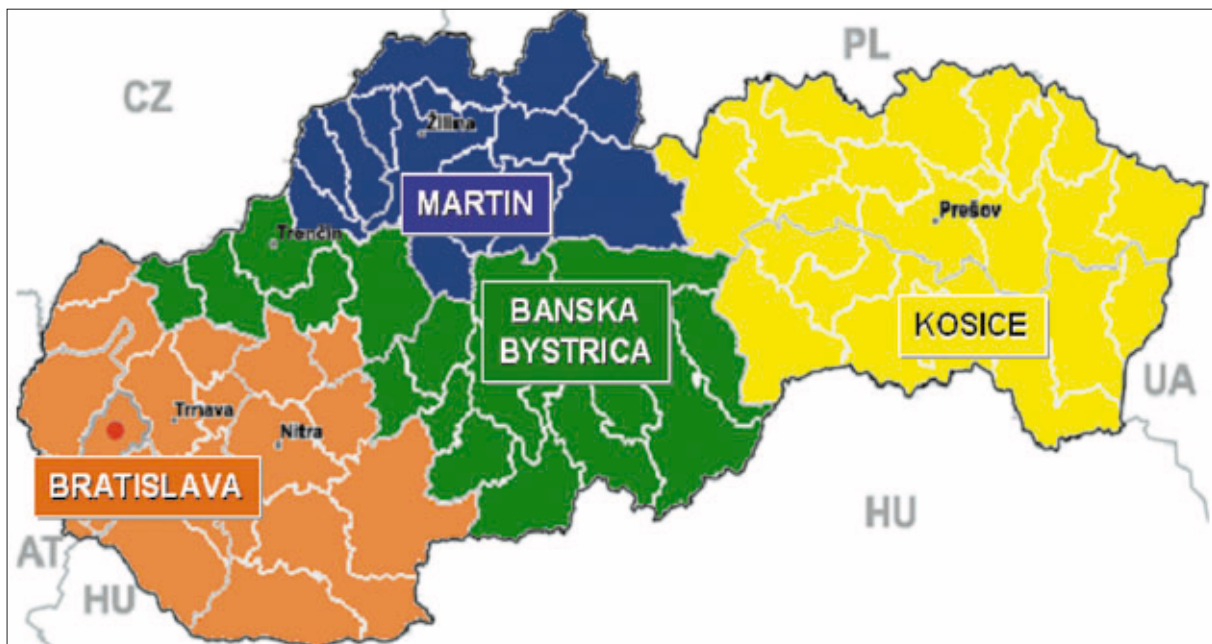 PL
CZ
Žilina
MARTIN
Prešov
Trenčín
BANSKA
BYSTRICA
KOSICE
UA
Trnava
Nitra
BRATISLAVA
HU
AT
HU